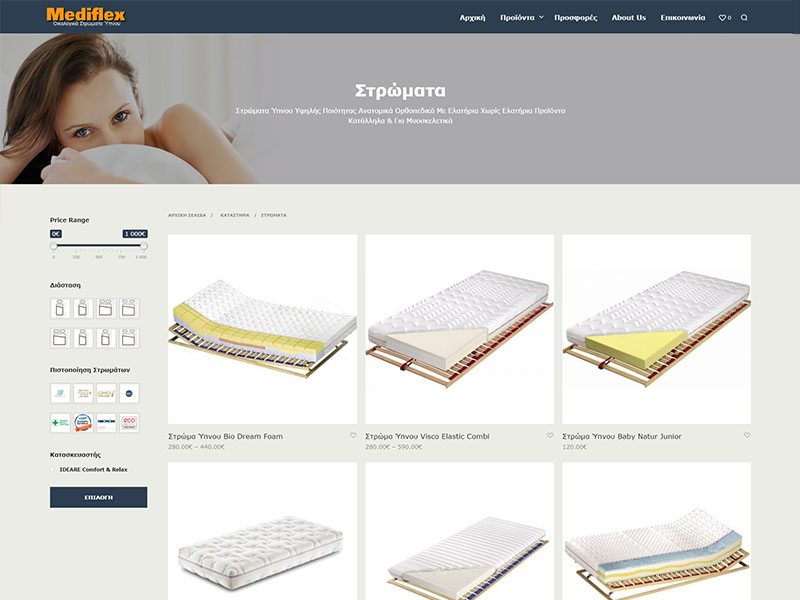 Mediflex
Οικολογικά Στρώματα Ύπνου
Αρχική Προϊόντα Προσφορές About Us Επικοινωνία 0
Στρώματα
Στρώματα Ύπνου Υψηλής Ποιότητας Ανατομικά Ορθοπεδικά Με Ελατήρια Χωρίς Ελατήρια Προϊόντα
Κατάλληλα & Για Μυοσκελετικά
ΑΡΧΙΚΗ ΣΕΛΙΔΑ / ΚΑΤΑΣΤΗΜΑ / ΣΤΡΩΜΑΤΑ
Price Range
0€ 1 000€
0 250 500 750 1 000
Διάσταση
Πιστοποίηση Στρωμάτων
eco
Κατασκευαστής
IDEARE Comfort & Relax
ΕΠΙΛΟΓΗ
Στρώμα Ύπνου Bio Dream Foam
280.00€ – 440.00€
Στρώμα Ύπνου Visco Elastic Combi
280.00€ – 590.00€
Στρώμα Ύπνου Baby Natur Junior
120.00€